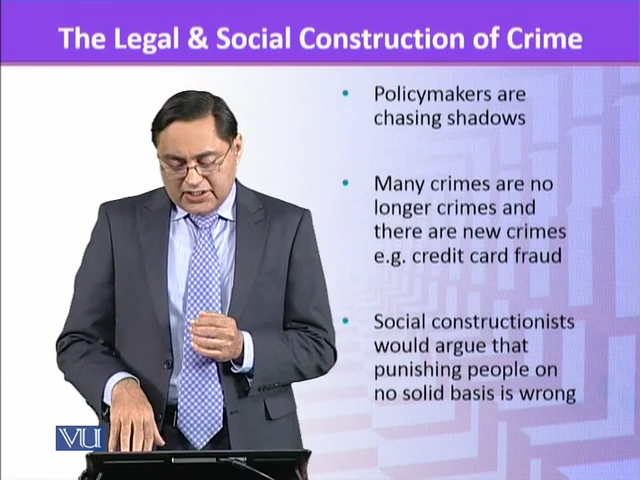 The Legal & Social Construction of Crime
Policymakers are
chasing shadows
Many crimes are no
longer crimes and
there are new crimes
e.g. credit card fraud
Social constructionists
would argue that
punishing people on
no solid basis is wrong
VU